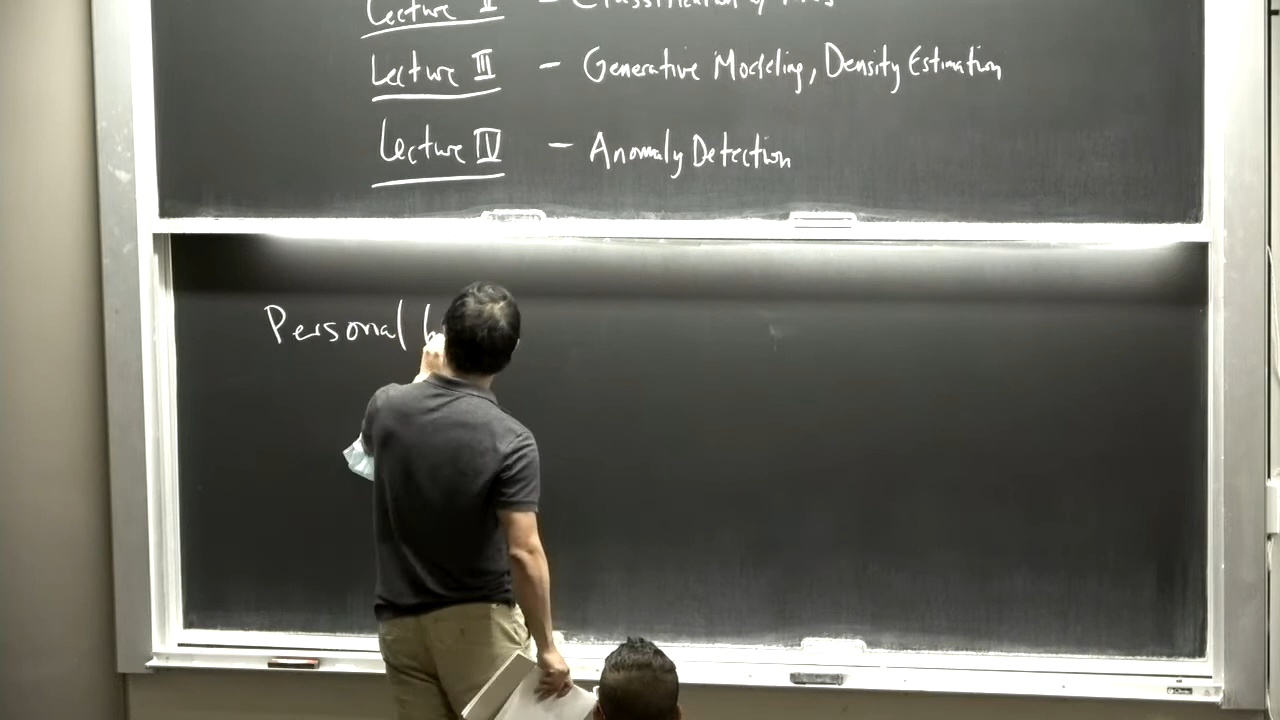 Lecture II - Classification of
Lecture III - Generative Modeling, Density Estimation
Lecture IV - Anomaly Detection
Personal